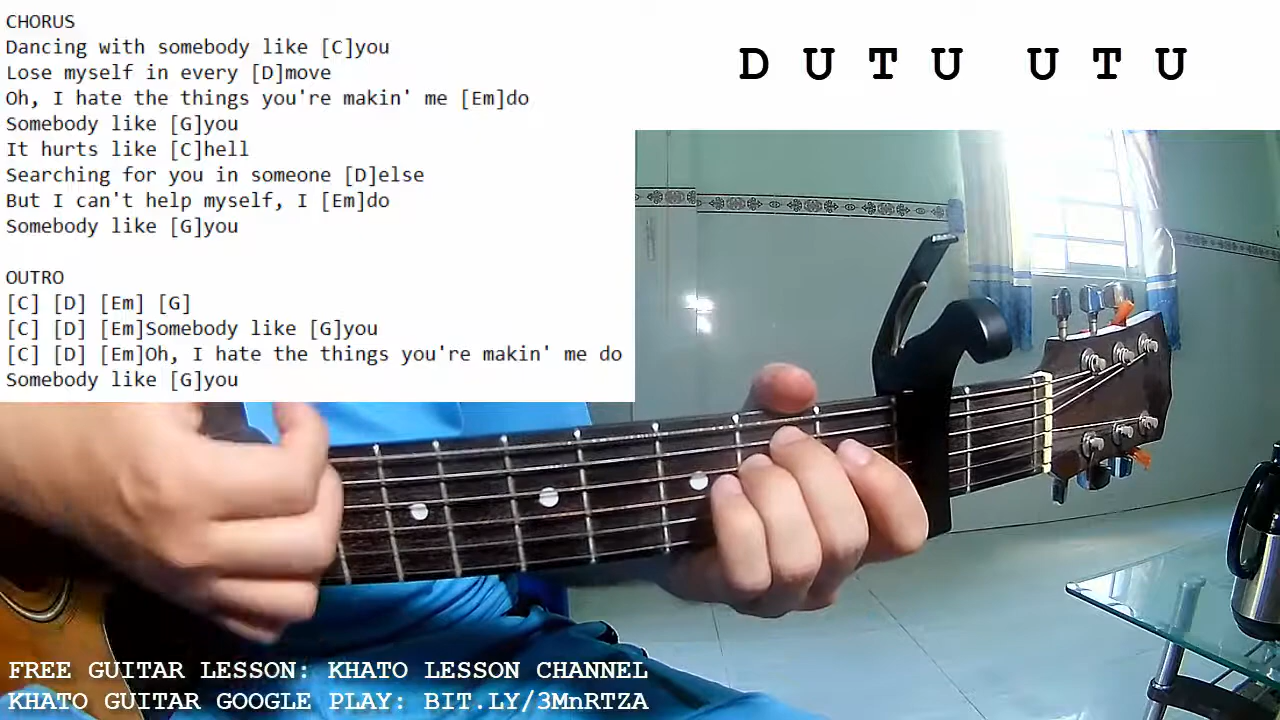 CHORUS
Dancing with somebody like [C]you
Lose myself in every [D]move
Oh, I hate the things you're makin' me [Em]do
Somebody like [G]you
It hurts like [C]hell
Searching for you in someone [D]else
But I can't help myself, I [Em]do
Somebody like [G]you
OUTRO
[C] [D] [Em] [G]
[C] [D] [Em]Somebody like [G]you
[C] [D] [Em]Oh, I hate the things you're makin' me do
Somebody like [G]you
D U T U U T U
FREE GUITAR LESSON: KHATO LESSON CHANNEL
KHATO GUITAR GOOGLE PLAY: BIT.LY/3MnRTZA